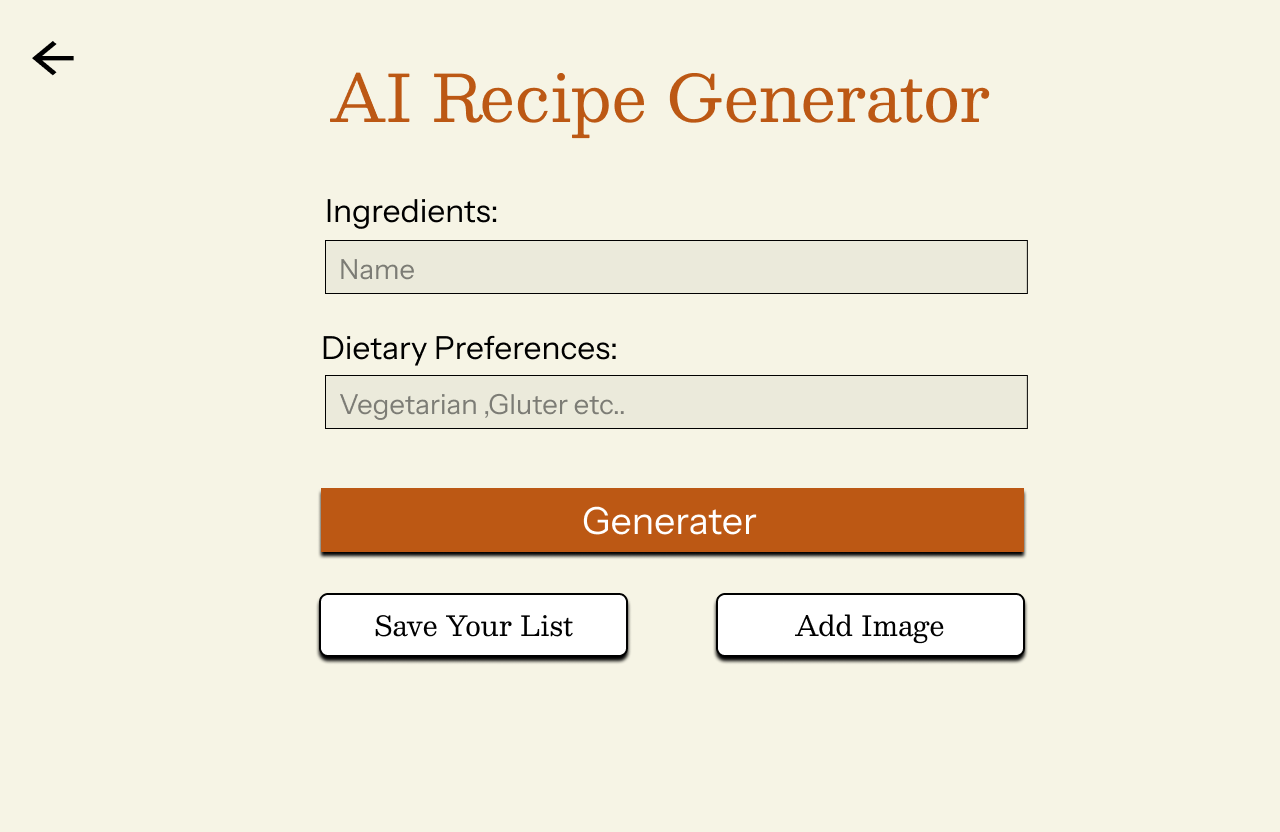 AI Recipe Generator
Ingredients:
Name
Dietary Preferences:
Vegetarian ,Gluter etc..
Generater
Save Your List
Add Image